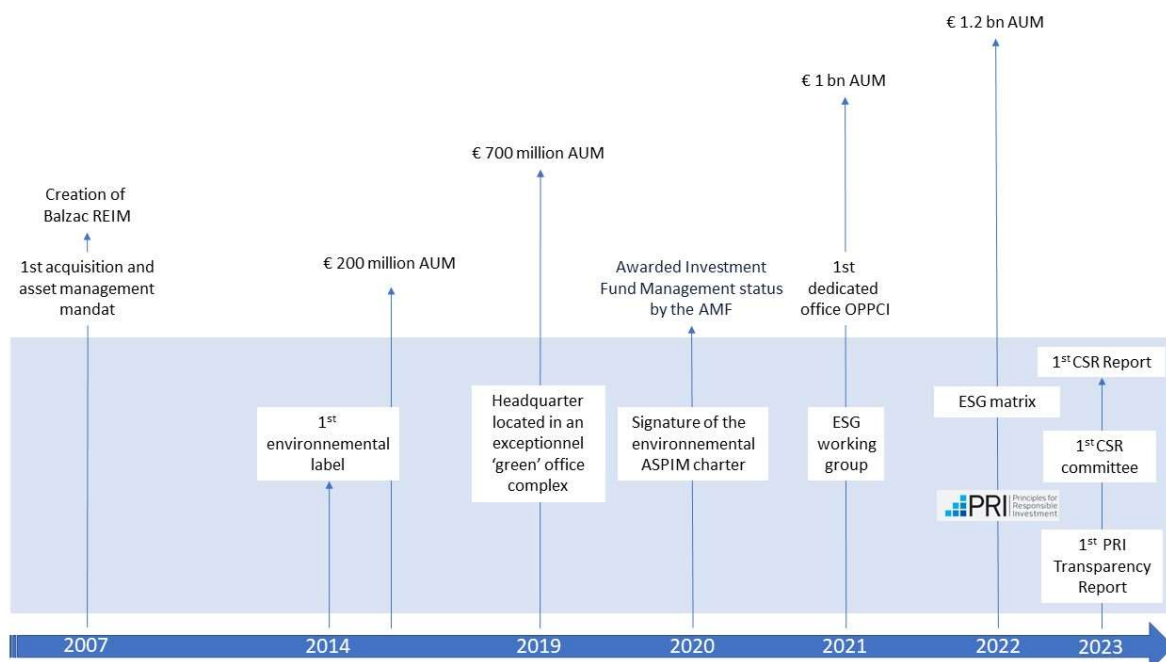 € 1.2 bn AUM
€ 1 bn AUM
€ 700 million AUM
Creation of
Balzac REIM
1st acquisition and
asset management
mandat
€ 200 million AUM
Awarded Investment
Fund Management status
by the AMF
1st
dedicated
office OPPCI
1st
environnemental
label
Headquarter
located in an
exceptionnel
‘green’ office
complex
Signature of the
environnemental
ASPIM charter
ESG
working
group
ESG matrix
PRI
Principles for
Responsible
Investment
1st CSR Report
1st CSR
committee
1st PRI
Transparency
Report
2007
2014
2019
2020
2021
2022
2023